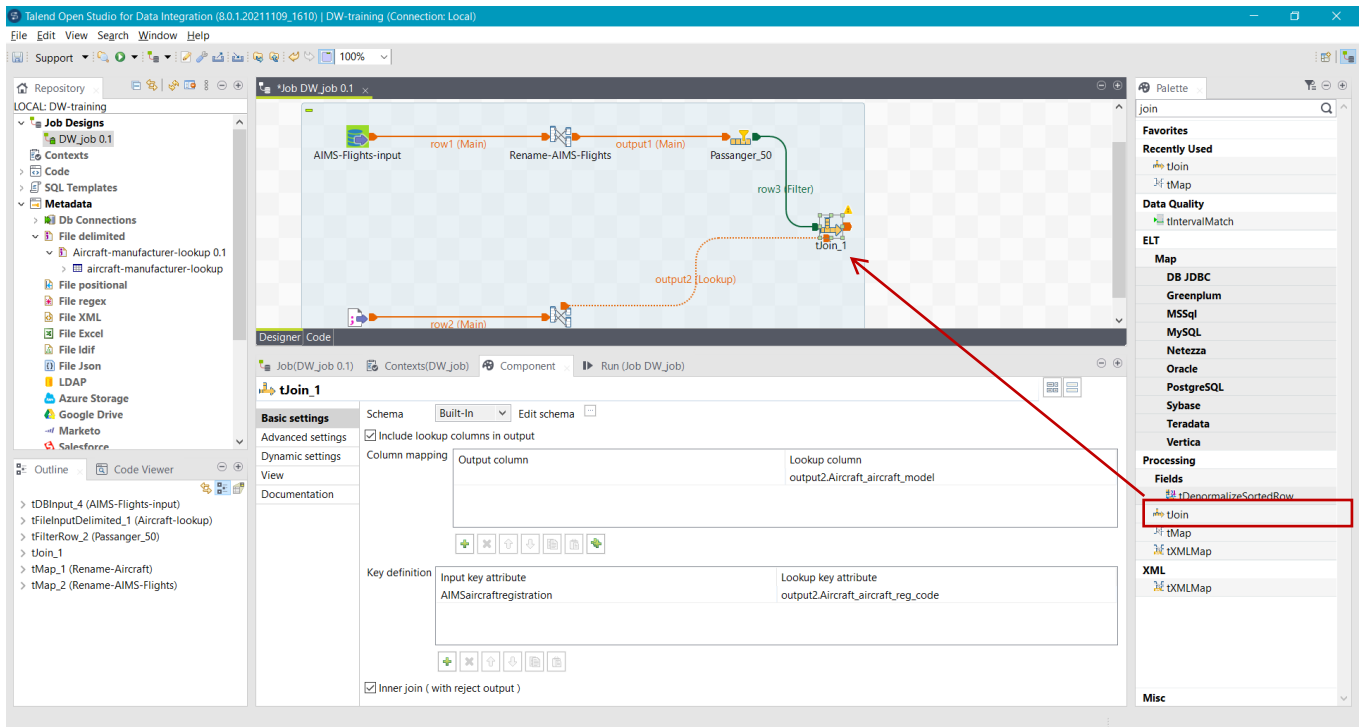 Talend Open Studio for Data Integration (8.0.1.20211109_1610) | DW-training (Connection: Local)
File Edit View Search Window Help
Support 100%
Repository
LOCAL: DW-training
Job Designs
DW_job 0.1
Contexts
Code
SQL Templates
Metadata
Db Connections
File delimited
Aircraft-manufacturer-lookup 0.1
aircraft-manufacturer-lookup
File positional
File regex
File XML
File Excel
File ldif
File Json
LDAP
Azure Storage
Google Drive
Marketo
Salesforce
Outline Code Viewer
tDBInput_4 (AIMS-Flights-input)
tFileInputDelimited_1 (Aircraft-lookup)
tFilterRow_2 (Passanger_50)
tJoin_1
tMap_1 (Rename-Aircraft)
tMap_2 (Rename-AIMS-Flights)
*Job DW_job 0.1
row1 (Main) output1 (Main)
AIMS-Flights-input Rename-AIMS-Flights Passanger_50
row3 (Filter)
tJoin_1
output2 (Lookup)
row2 (Main)
Designer Code
Job(DW_job 0.1) Contexts(DW_job) Component Run (Job DW_job)
tJoin_1
Basic settings
Advanced settings
Dynamic settings
View
Documentation
Schema Built-In Edit schema
Include lookup columns in output
Column mapping Output column Lookup column
output2.Aircraft_aircraft_model
Key definition Input key attribute Lookup key attribute
AIMSaircraftregistration output2.Aircraft_aircraft_reg_code
Inner join ( with reject output )
Palette
join
Favorites
Recently Used
tJoin
tMap
Data Quality
tIntervalMatch
ELT
Map
DB JDBC
Greenplum
MSSql
MySQL
Netezza
Oracle
PostgreSQL
Sybase
Teradata
Vertica
Processing
Fields
tDenormalizeSortedRow
tJoin
tMap
tXMLMap
XML
tXMLMap
Misc